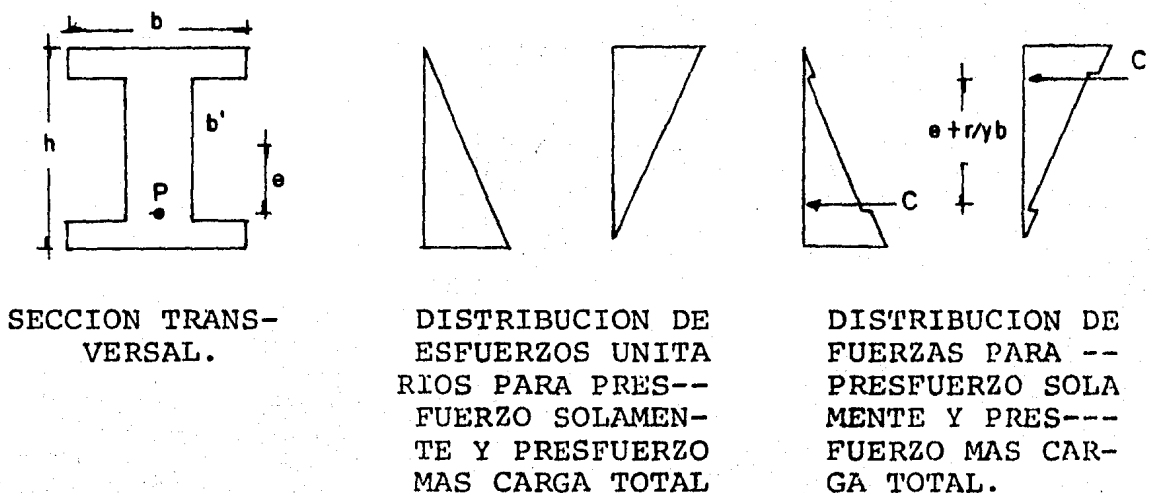 b
h
b'
e
P
C
e + r/yb
C
SECCION TRANS-
VERSAL.
DISTRIBUCION DE
ESFUERZOS UNITA
RIOS PARA PRES--
FUERZO SOLAMEN-
TE Y PRESFUERZO
MAS CARGA TOTAL
DISTRIBUCION DE
FUERZAS PARA --
PRESFUERZO SOLA
MENTE Y PRES---
FUERZO MAS CAR-
GA TOTAL.